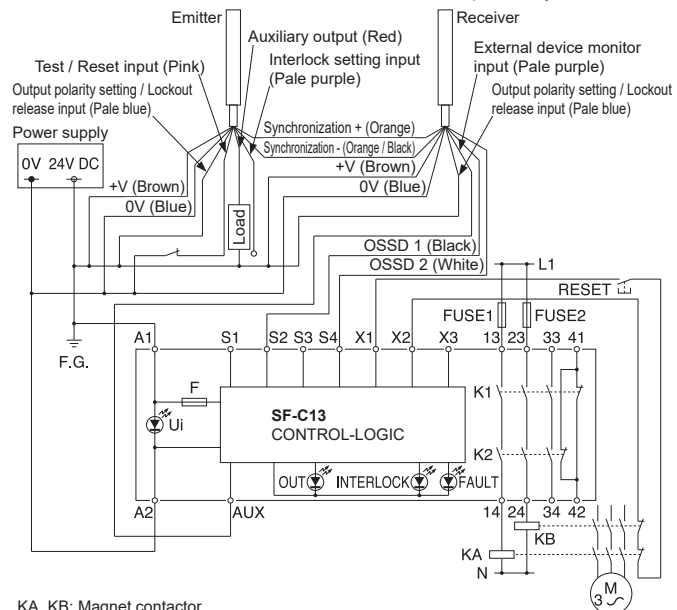 Emitter
Receiver
Auxiliary output (Red)
Test / Reset input (Pink)
Interlock setting input
(Pale purple)
External device monitor
input (Pale purple)
Output polarity setting / Lockout
release input (Pale blue)
Output polarity setting / Lockout
release input (Pale blue)
Power supply
0V 24V DC
Synchronization + (Orange)
Synchronization - (Orange / Black)
+V (Brown)
0V (Blue)
+V (Brown)
0V (Blue)
Load
OSSD 1 (Black)
OSSD 2 (White)
L1
RESET
FUSE1 FUSE2
F.G.
A1 S1 S2 S3 S4 X1 X2 X3 13 23 33 41
F
Ui
K1
SF-C13
CONTROL-LOGIC
K2
OUT INTERLOCK FAULT
A2 AUX 14 24 34 42
KB
KA
N
M
3
KA, KB: Magnet contactor